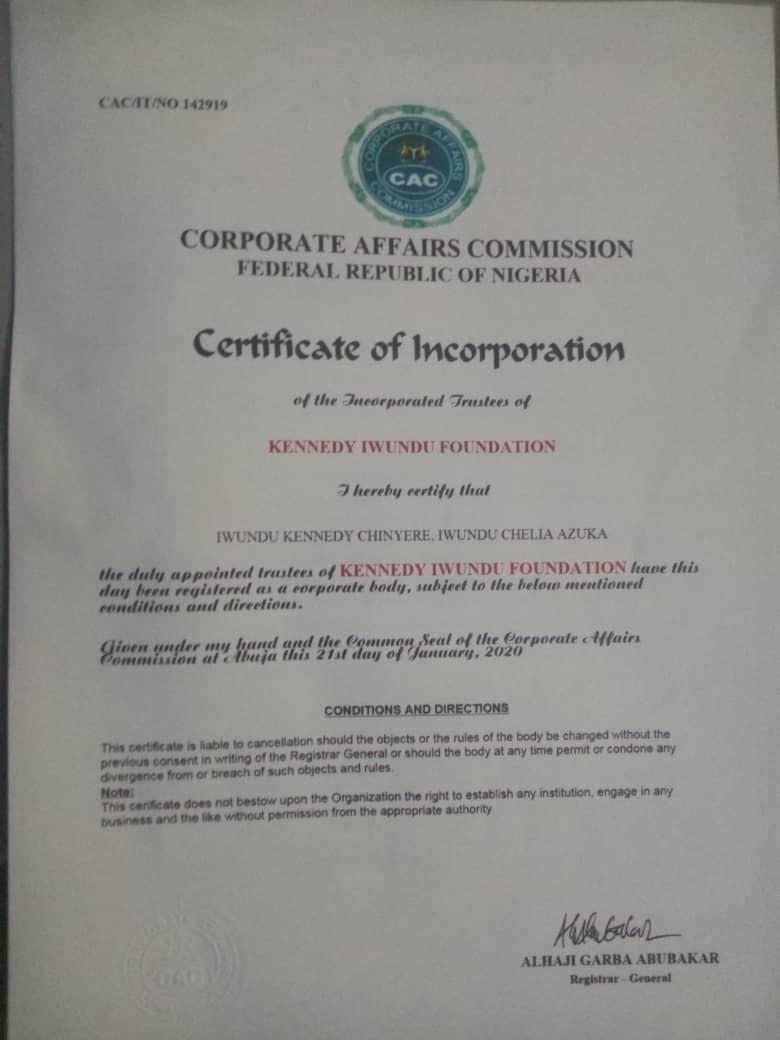 CAC/IT/NO 142919
CORPORATE AFFAIRS COMMISSION
CAC
CORPORATE AFFAIRS COMMISSION
FEDERAL REPUBLIC OF NIGERIA
Certificate of Incorporation
of the Incorporated Trustees of
KENNEDY IWUNDU FOUNDATION
I hereby certify that
IWUNDU KENNEDY CHINYERE, IWUNDU CHELIA AZUKA
the duly appointed trustees of KENNEDY IWUNDU FOUNDATION have this
day been registered as a corporate body, subject to the below mentioned
conditions and directions.
Given under my hand and the Common Seal of the Corporate Affairs
Commission at Abuja this 21st day of January, 2020
CONDITIONS AND DIRECTIONS
This certificate is liable to cancellation should the objects or the rules of the body be changed without the
previous consent in writing of the Registrar General or should the body at any time permit or condone any
divergence from or breach of such objects and rules.
Note:
This certificate does not bestow upon the Organization the right to establish any institution, engage in any
business and the like without permission from the appropriate authority
ALHAJI GARBA ABUBAKAR
Registrar - General
CAC